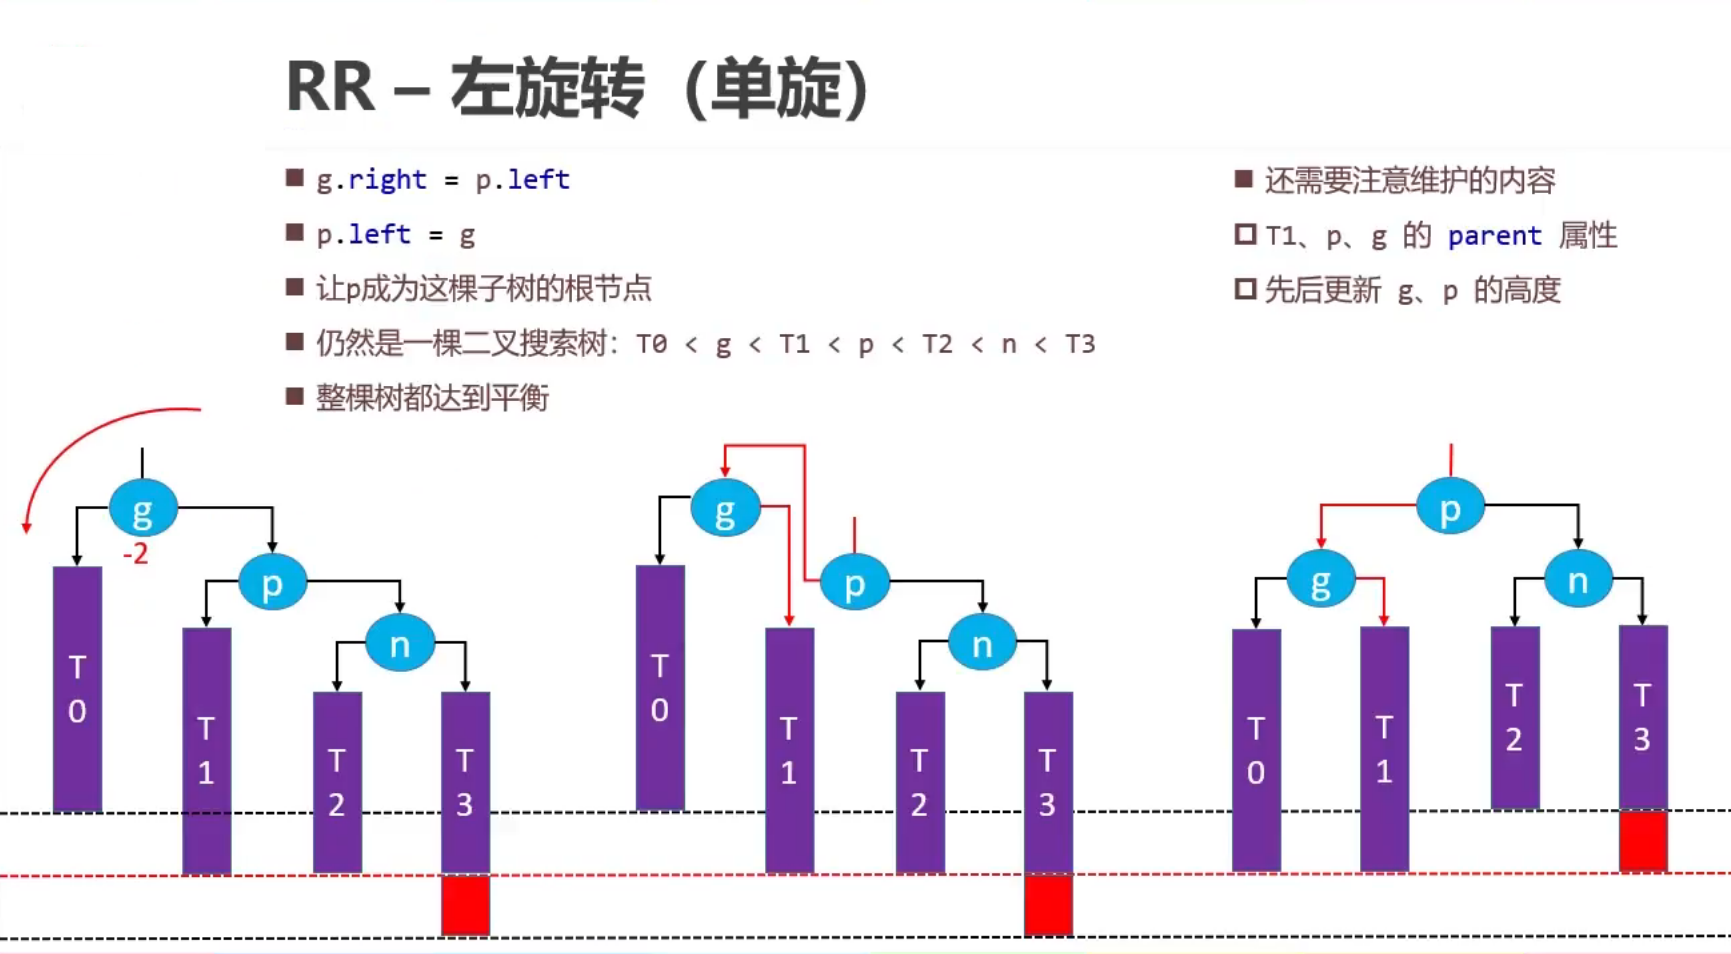 RR – 左旋转（单旋）
g.right = p.left
p.left = g
让p成为这棵子树的根节点
仍然是一棵二叉搜索树：T0 < g < T1 < p < T2 < n < T3
整棵树都达到平衡
还需要注意维护的内容
T1、p、g 的 parent 属性
先后更新 g、p 的高度
g
-2
p
n
T0
T1
T2
T3
g
p
n
T0
T1
T2
T3
p
g
n
T0
T1
T2
T3